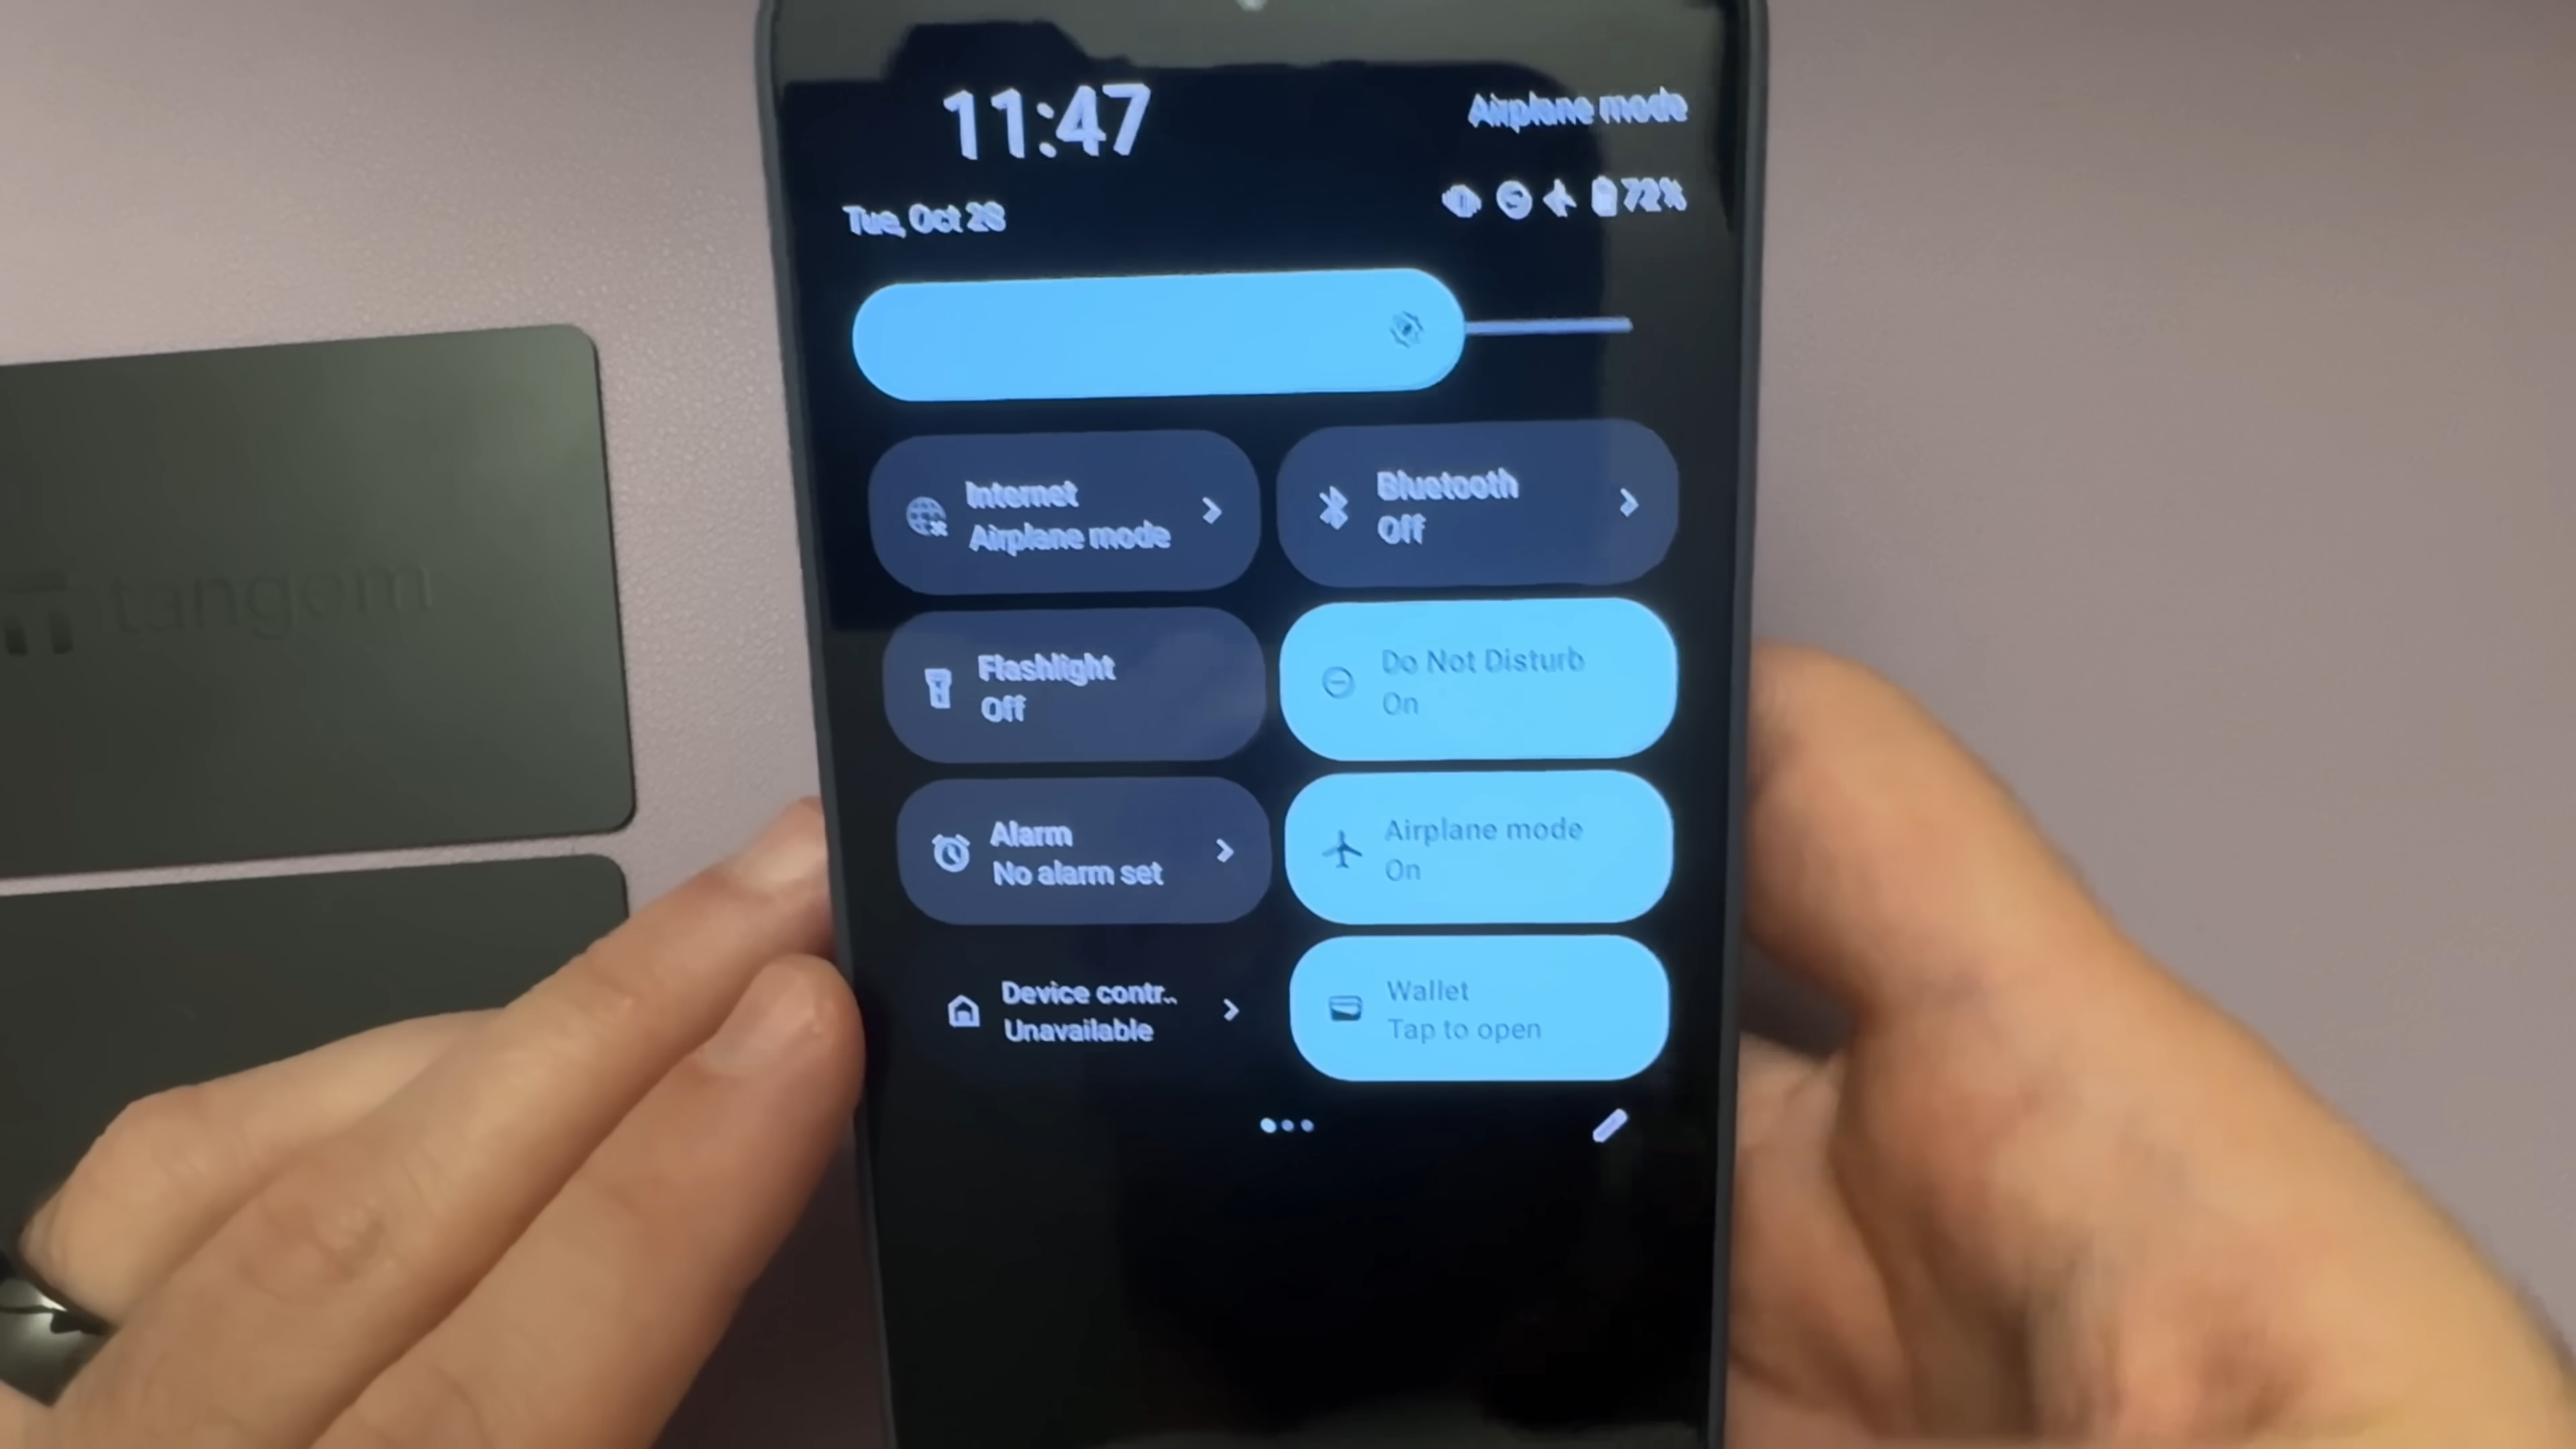 11:47
Airplane mode
Tue, Oct 28
72%
Internet
Airplane mode
Bluetooth
Off
Flashlight
Off
Do Not Disturb
On
Alarm
No alarm set
Airplane mode
On
Device contr..
Unavailable
Wallet
Tap to open
tangem